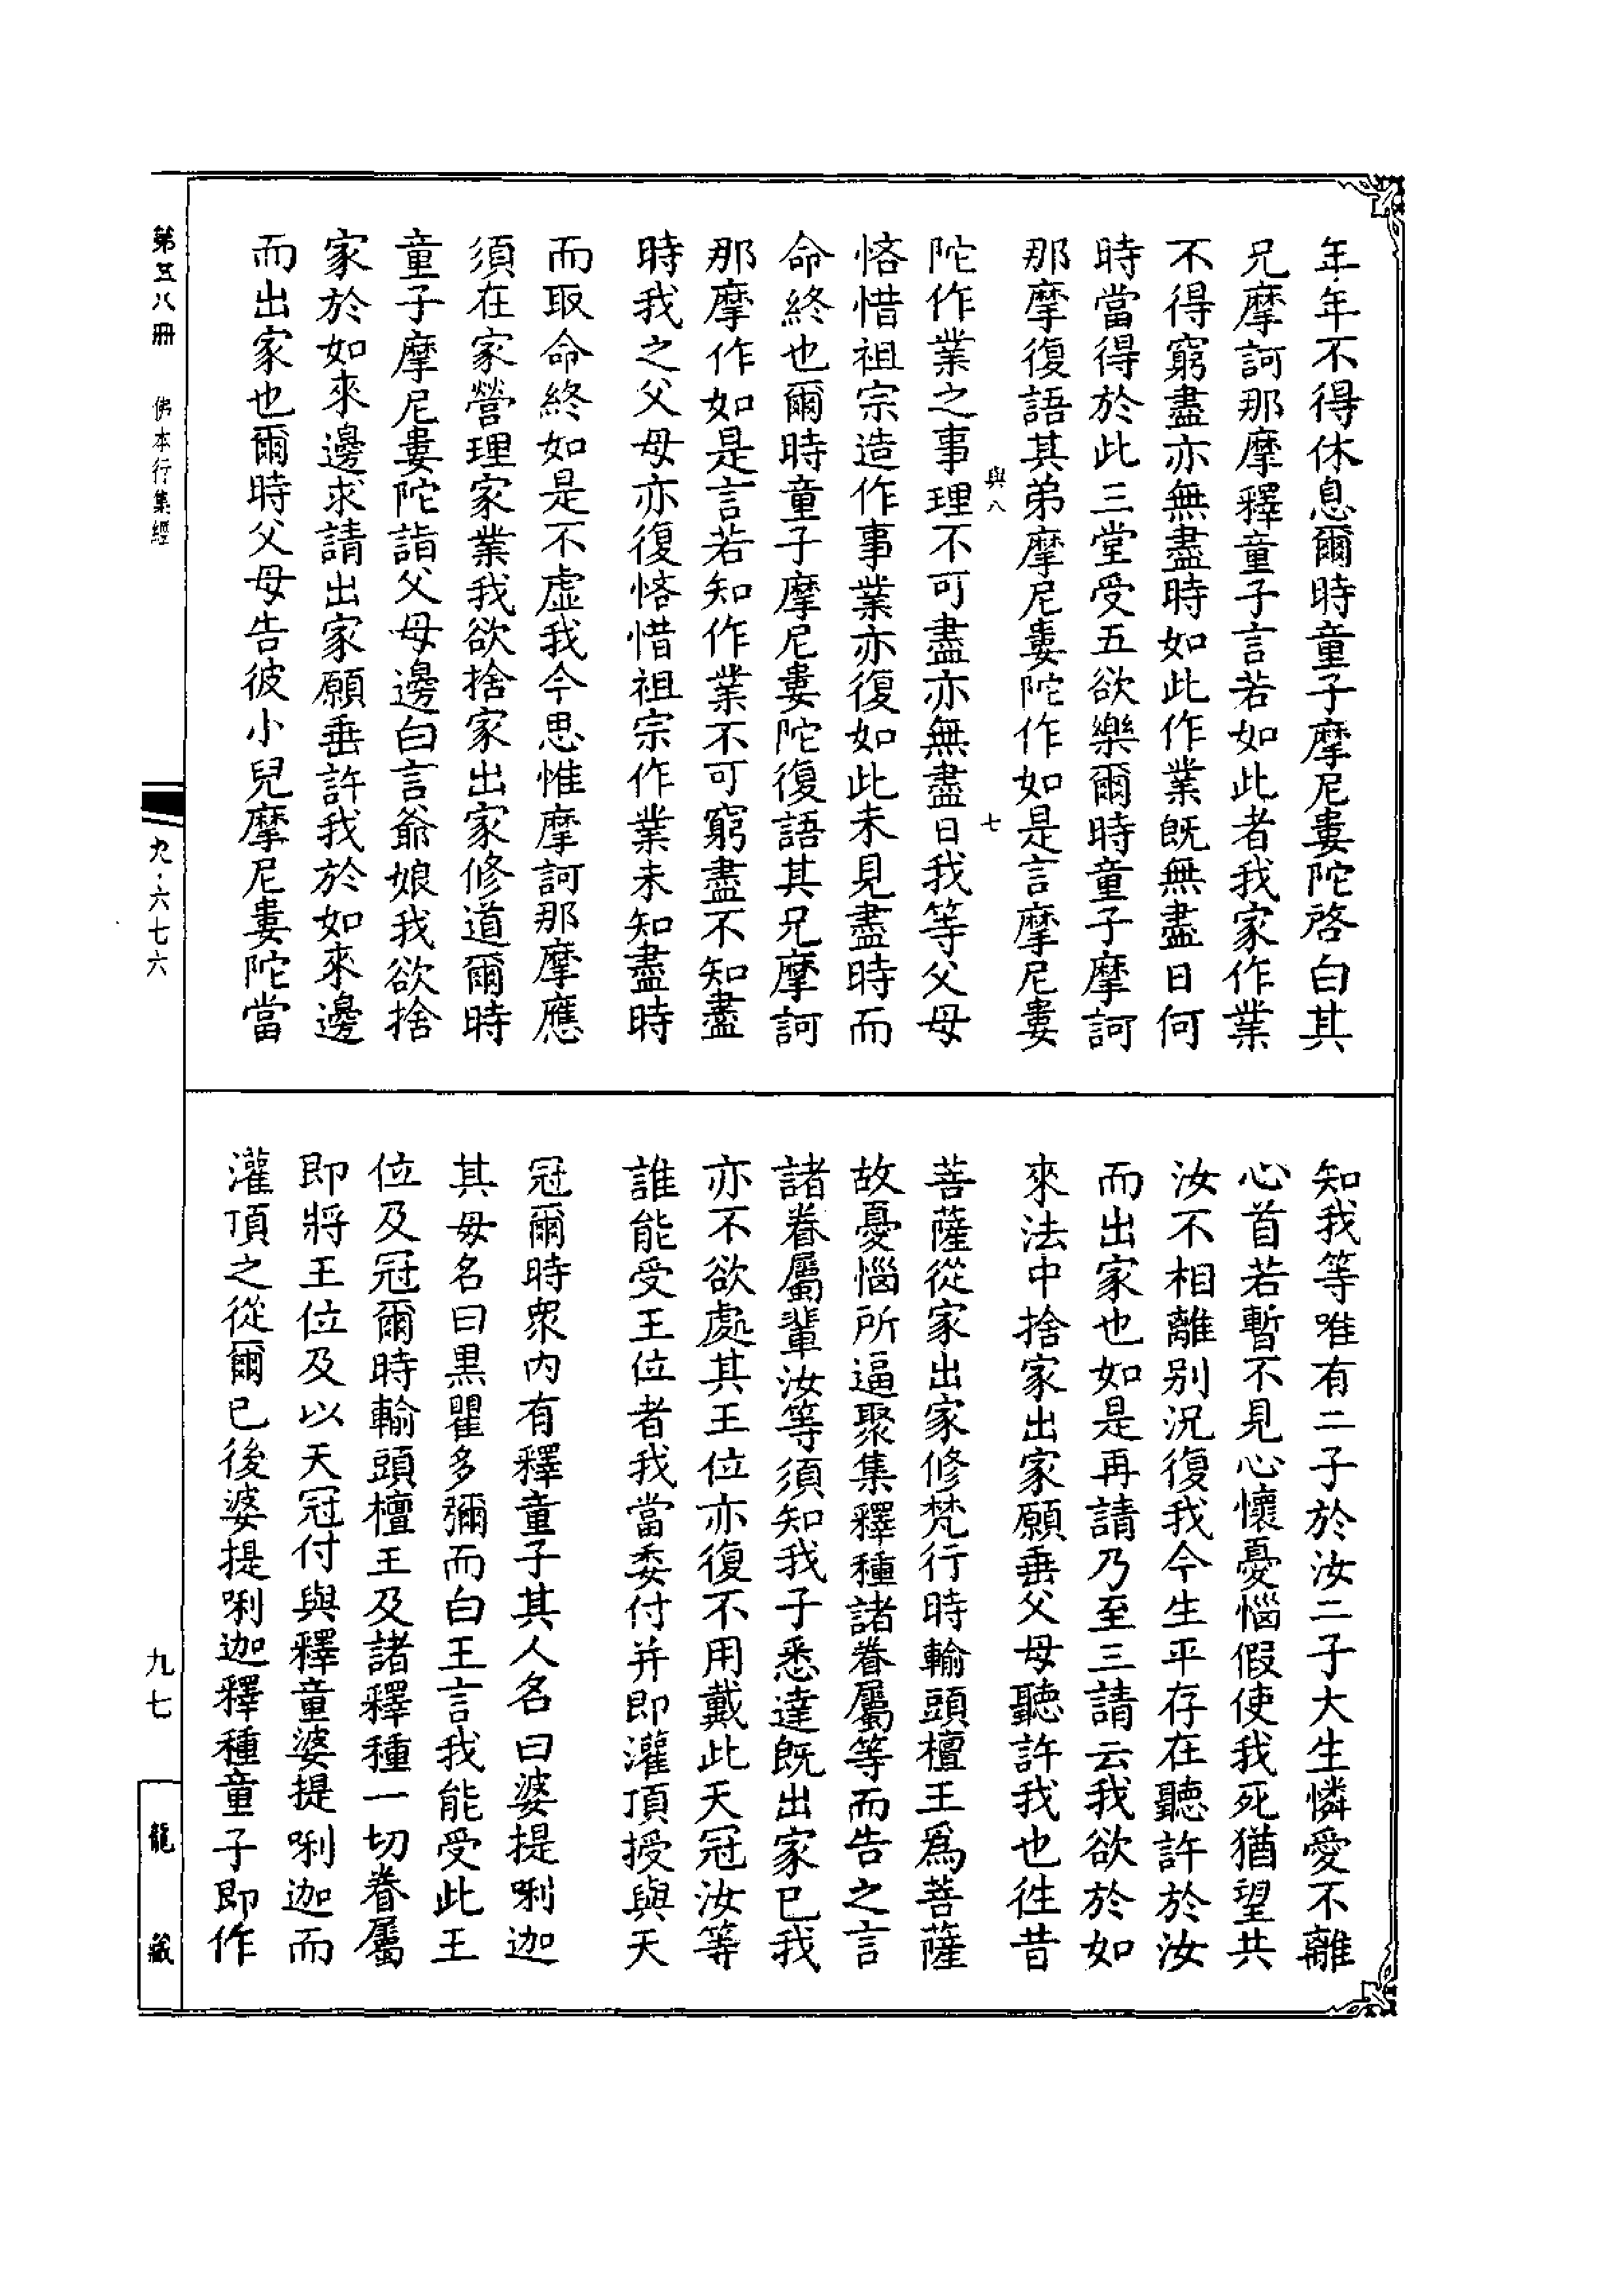 年年不得休息爾時童子摩尼婁陀啓白其
兄摩訶那摩釋童子言若如此者我家作業
不得窮盡亦無盡時如此作業既無盡日何
時當得於此三堂受五欲樂爾時童子摩訶
那摩復語其弟摩尼婁陀作如是言摩尼婁
與八 七
陀作業之事理不可盡亦無盡日我等父母
悋惜祖宗造作事業亦復如此未見盡時而
命終也爾時童子摩尼婁陀復語其兄摩訶
那摩作如是言若知作業不可窮盡不知盡
時我之父母亦復悋惜祖宗作業未知盡時
而取命終如是不虛我今思惟摩訶那摩應
須在家營理家業我欲捨家出家修道爾時
童子摩尼婁陀詣父母邊白言爺娘我欲捨
家於如來邊求請出家願垂許我於如來邊
而出家也爾時父母告彼小兒摩尼婁陀當
知我等唯有二子於汝二子大生憐愛不離
心首若暫不見心懷憂惱假使我死猶望共
汝不相離別況復我今生平存在聽許於汝
而出家也如是再請乃至三請云我欲於如
來法中捨家出家願垂父母聽許我也往昔
菩薩從家出家修梵行時輸頭檀王爲菩薩
故憂惱所逼聚集釋種諸眷屬等而告之言
諸眷屬輩汝等須知我子悉達既出家已我
亦不欲處其王位亦復不用戴此天冠汝等
誰能受王位者我當委付并即灌頂授與天
冠爾時眾內有釋童子其人名曰婆提唎迦
其母名曰黑瞿多彌而白王言我能受此王
位及冠爾時輸頭檀王及諸釋種一切眷屬
即將王位及以天冠付與釋童婆提唎迦而
灌頂之從爾已後婆提唎迦釋種童子即作
第五八冊 佛本行集經
九·六七六
九七
龍藏